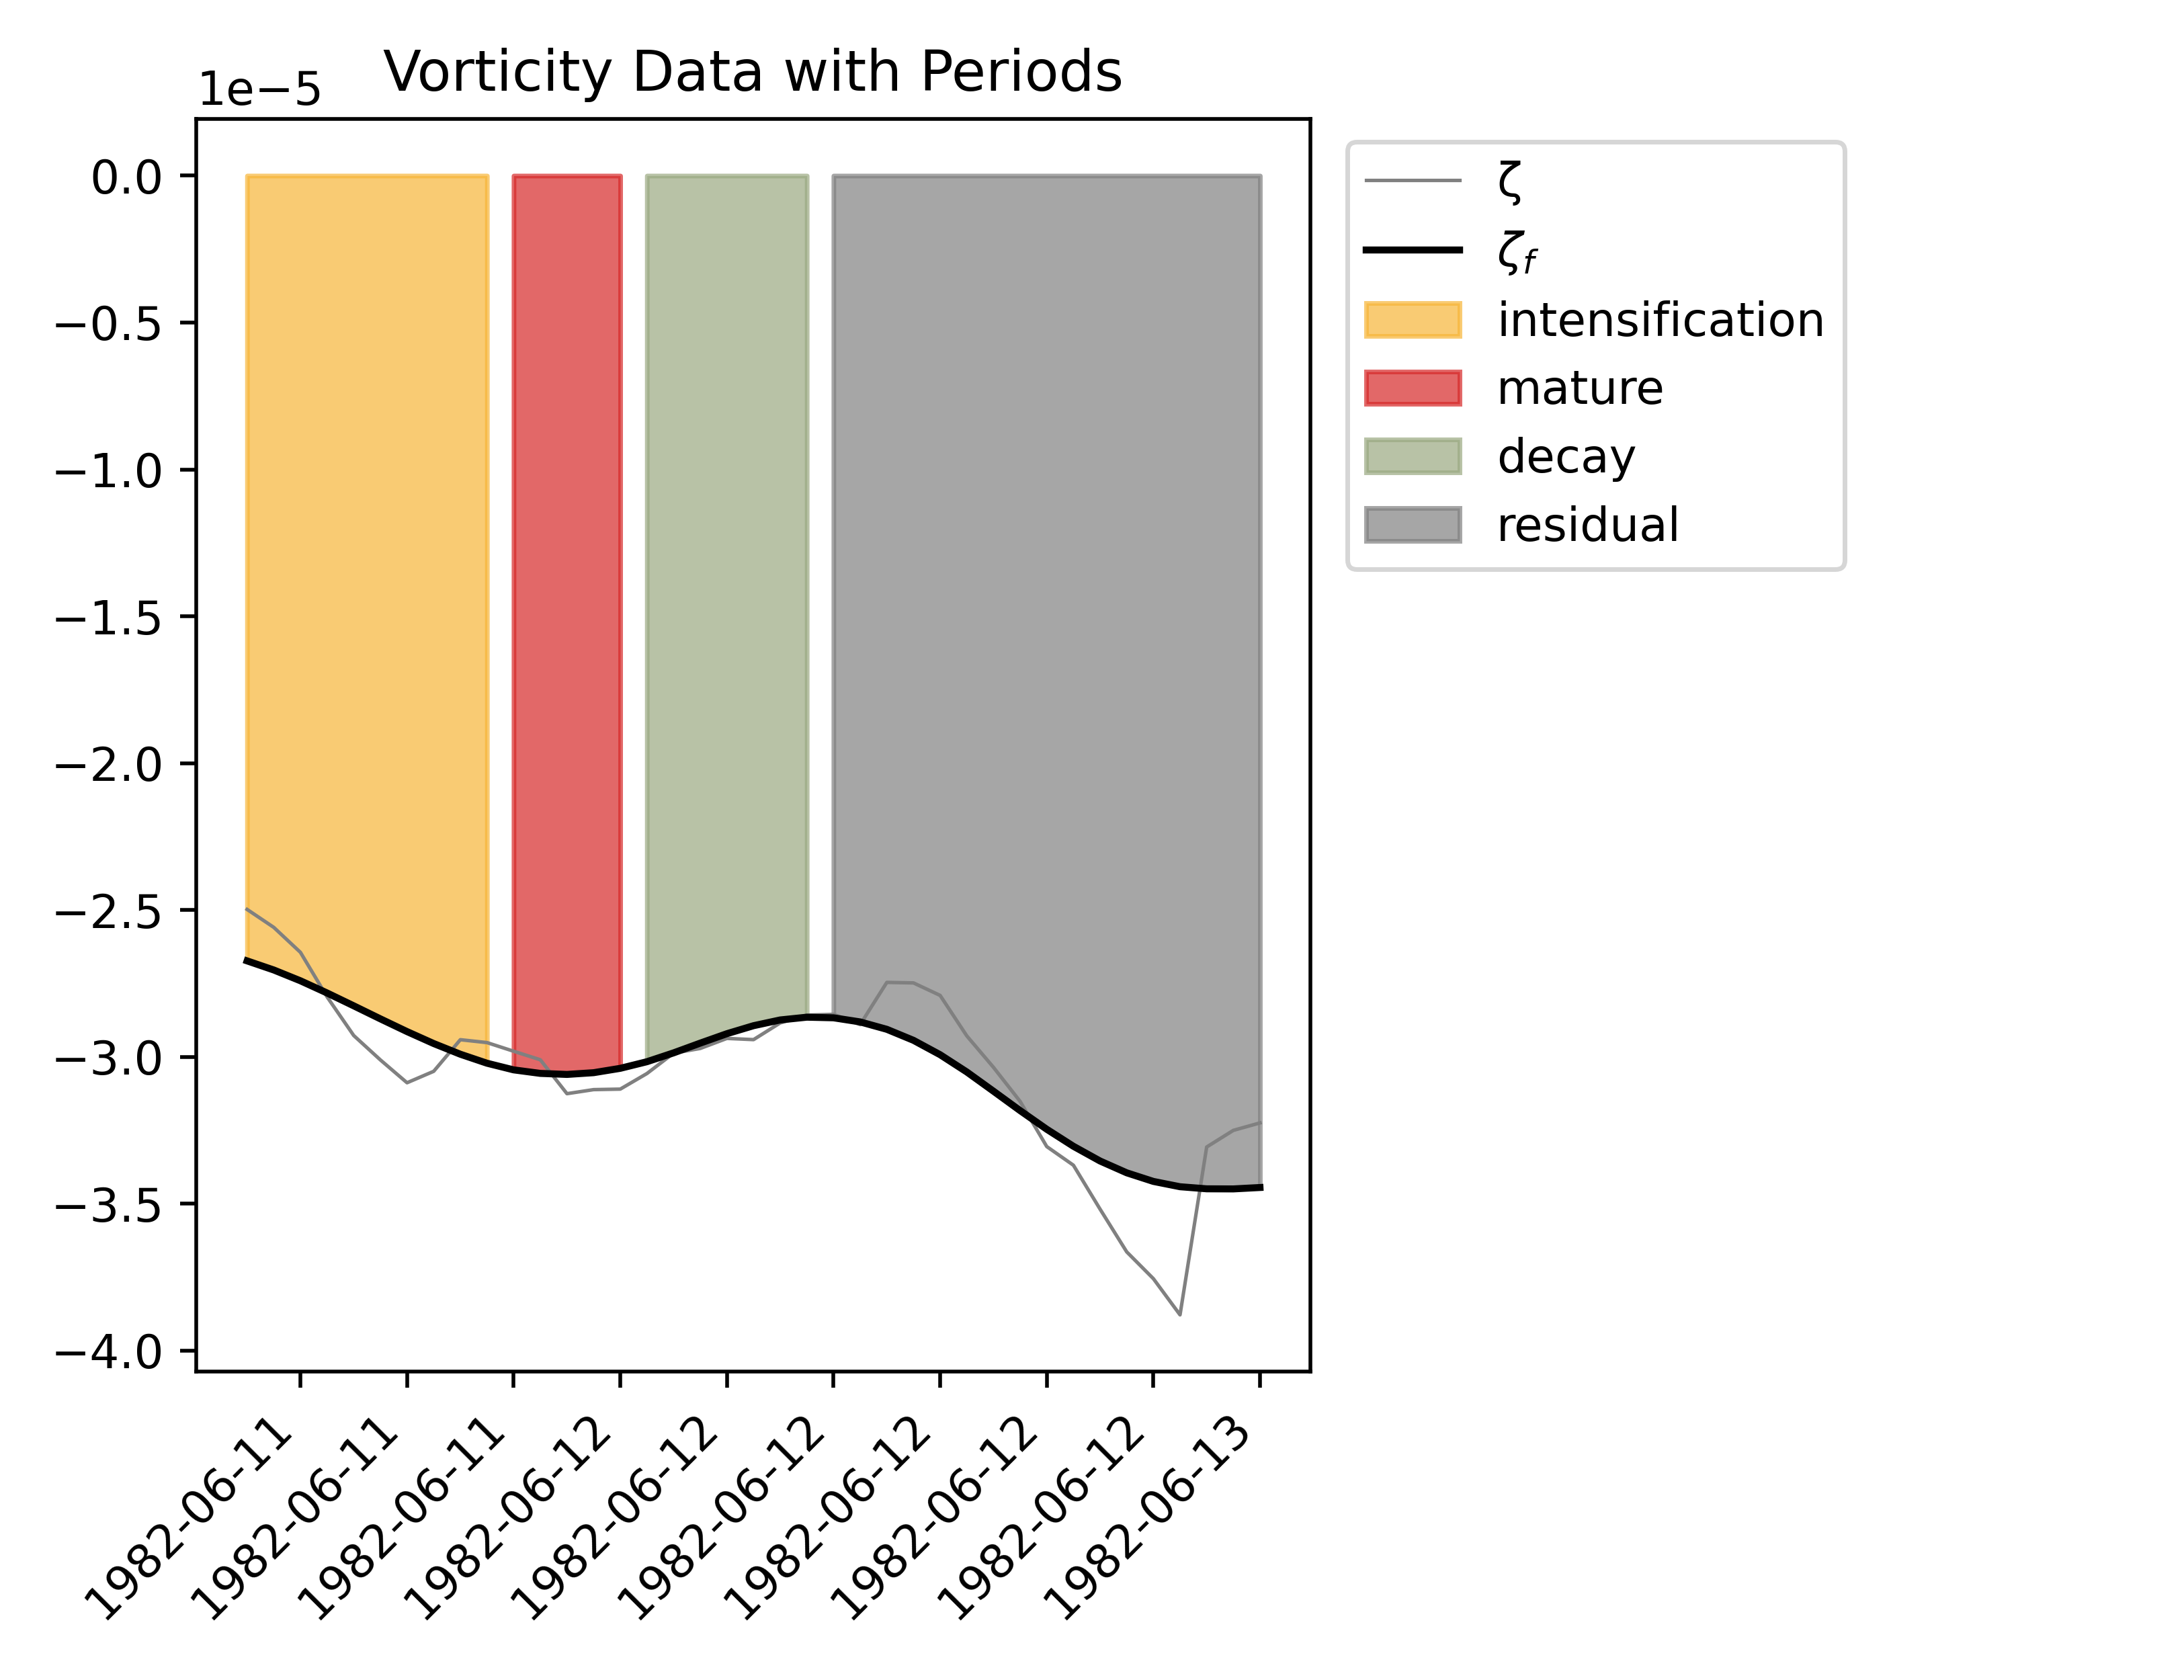 Vorticity Data with Periods
1e−5
0.0
−0.5
−1.0
−1.5
−2.0
−2.5
−3.0
−3.5
−4.0
1982-06-11
1982-06-11
1982-06-11
1982-06-12
1982-06-12
1982-06-12
1982-06-12
1982-06-12
1982-06-12
1982-06-13
ζ
ζf
intensification
mature
decay
residual